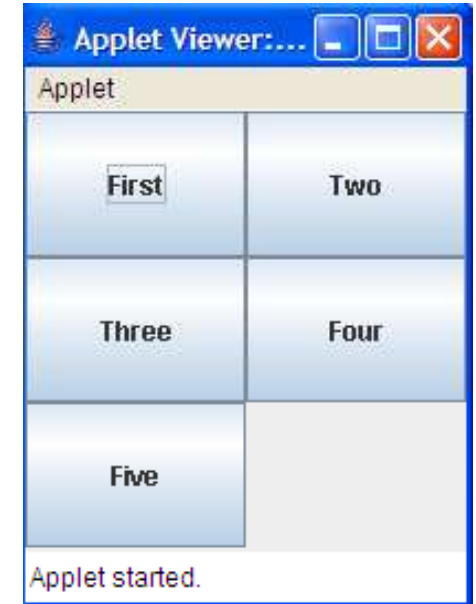 Applet Viewer:...
Applet
First Two
Three Four
Five
Applet started.